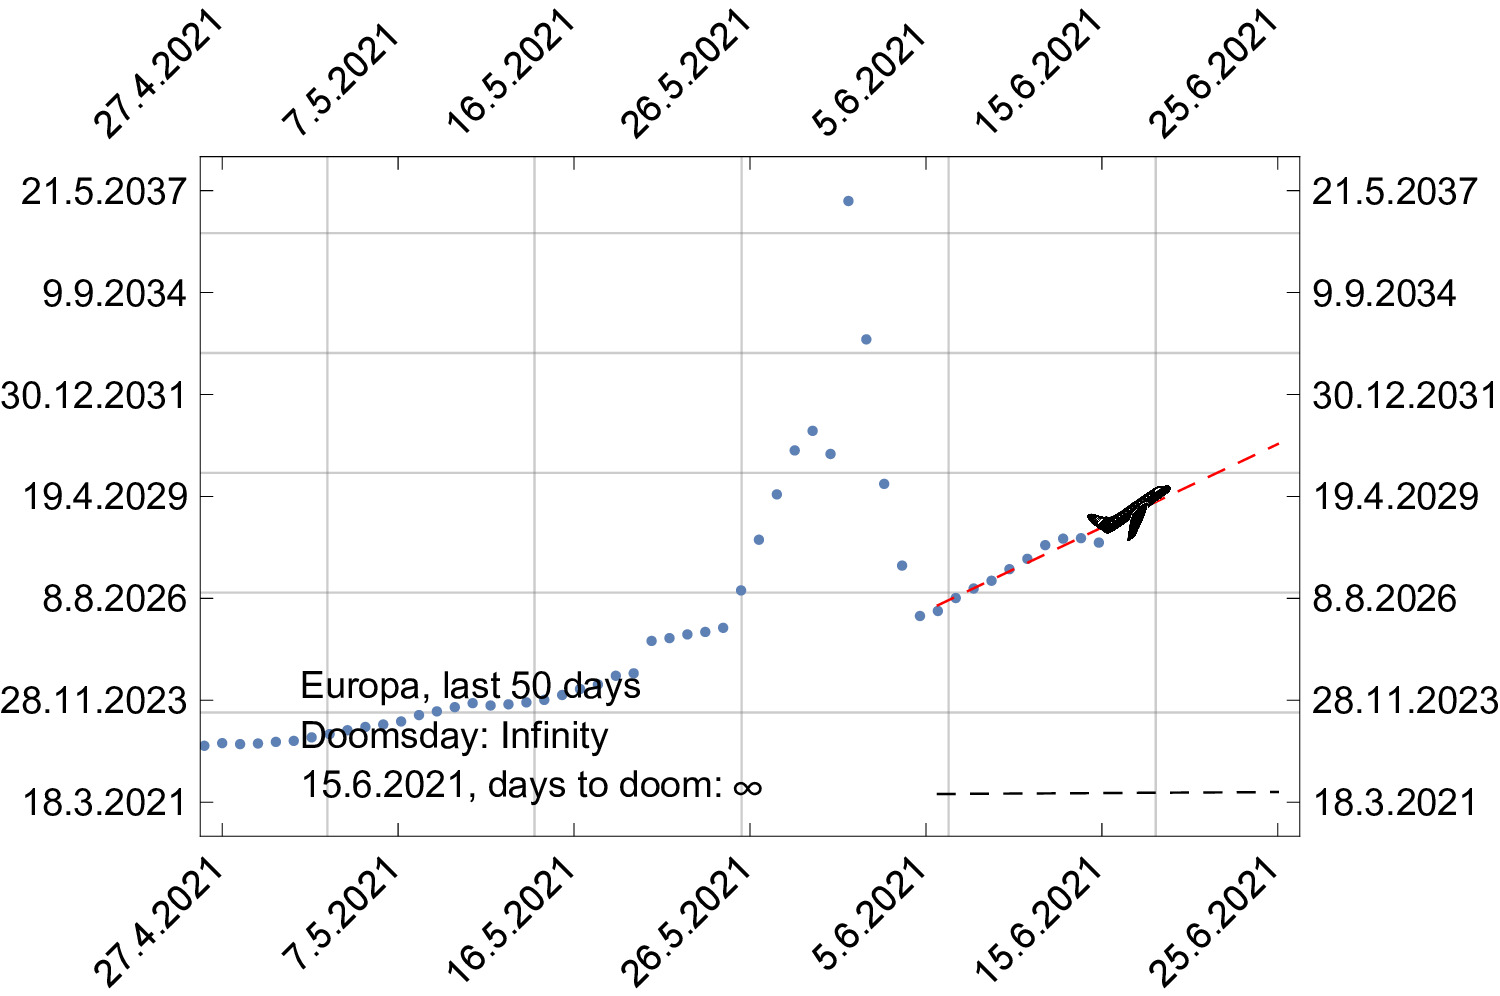 27.4.2021 7.5.2021 16.5.2021 26.5.2021 5.6.2021 15.6.2021 25.6.2021
21.5.2037 21.5.2037
9.9.2034 9.9.2034
30.12.2031 30.12.2031
19.4.2029 19.4.2029
8.8.2026 8.8.2026
Europa, last 50 days
28.11.2023 28.11.2023
Doomsday: Infinity
15.6.2021, days to doom: ∞
18.3.2021 18.3.2021
27.4.2021 7.5.2021 16.5.2021 26.5.2021 5.6.2021 15.6.2021 25.6.2021